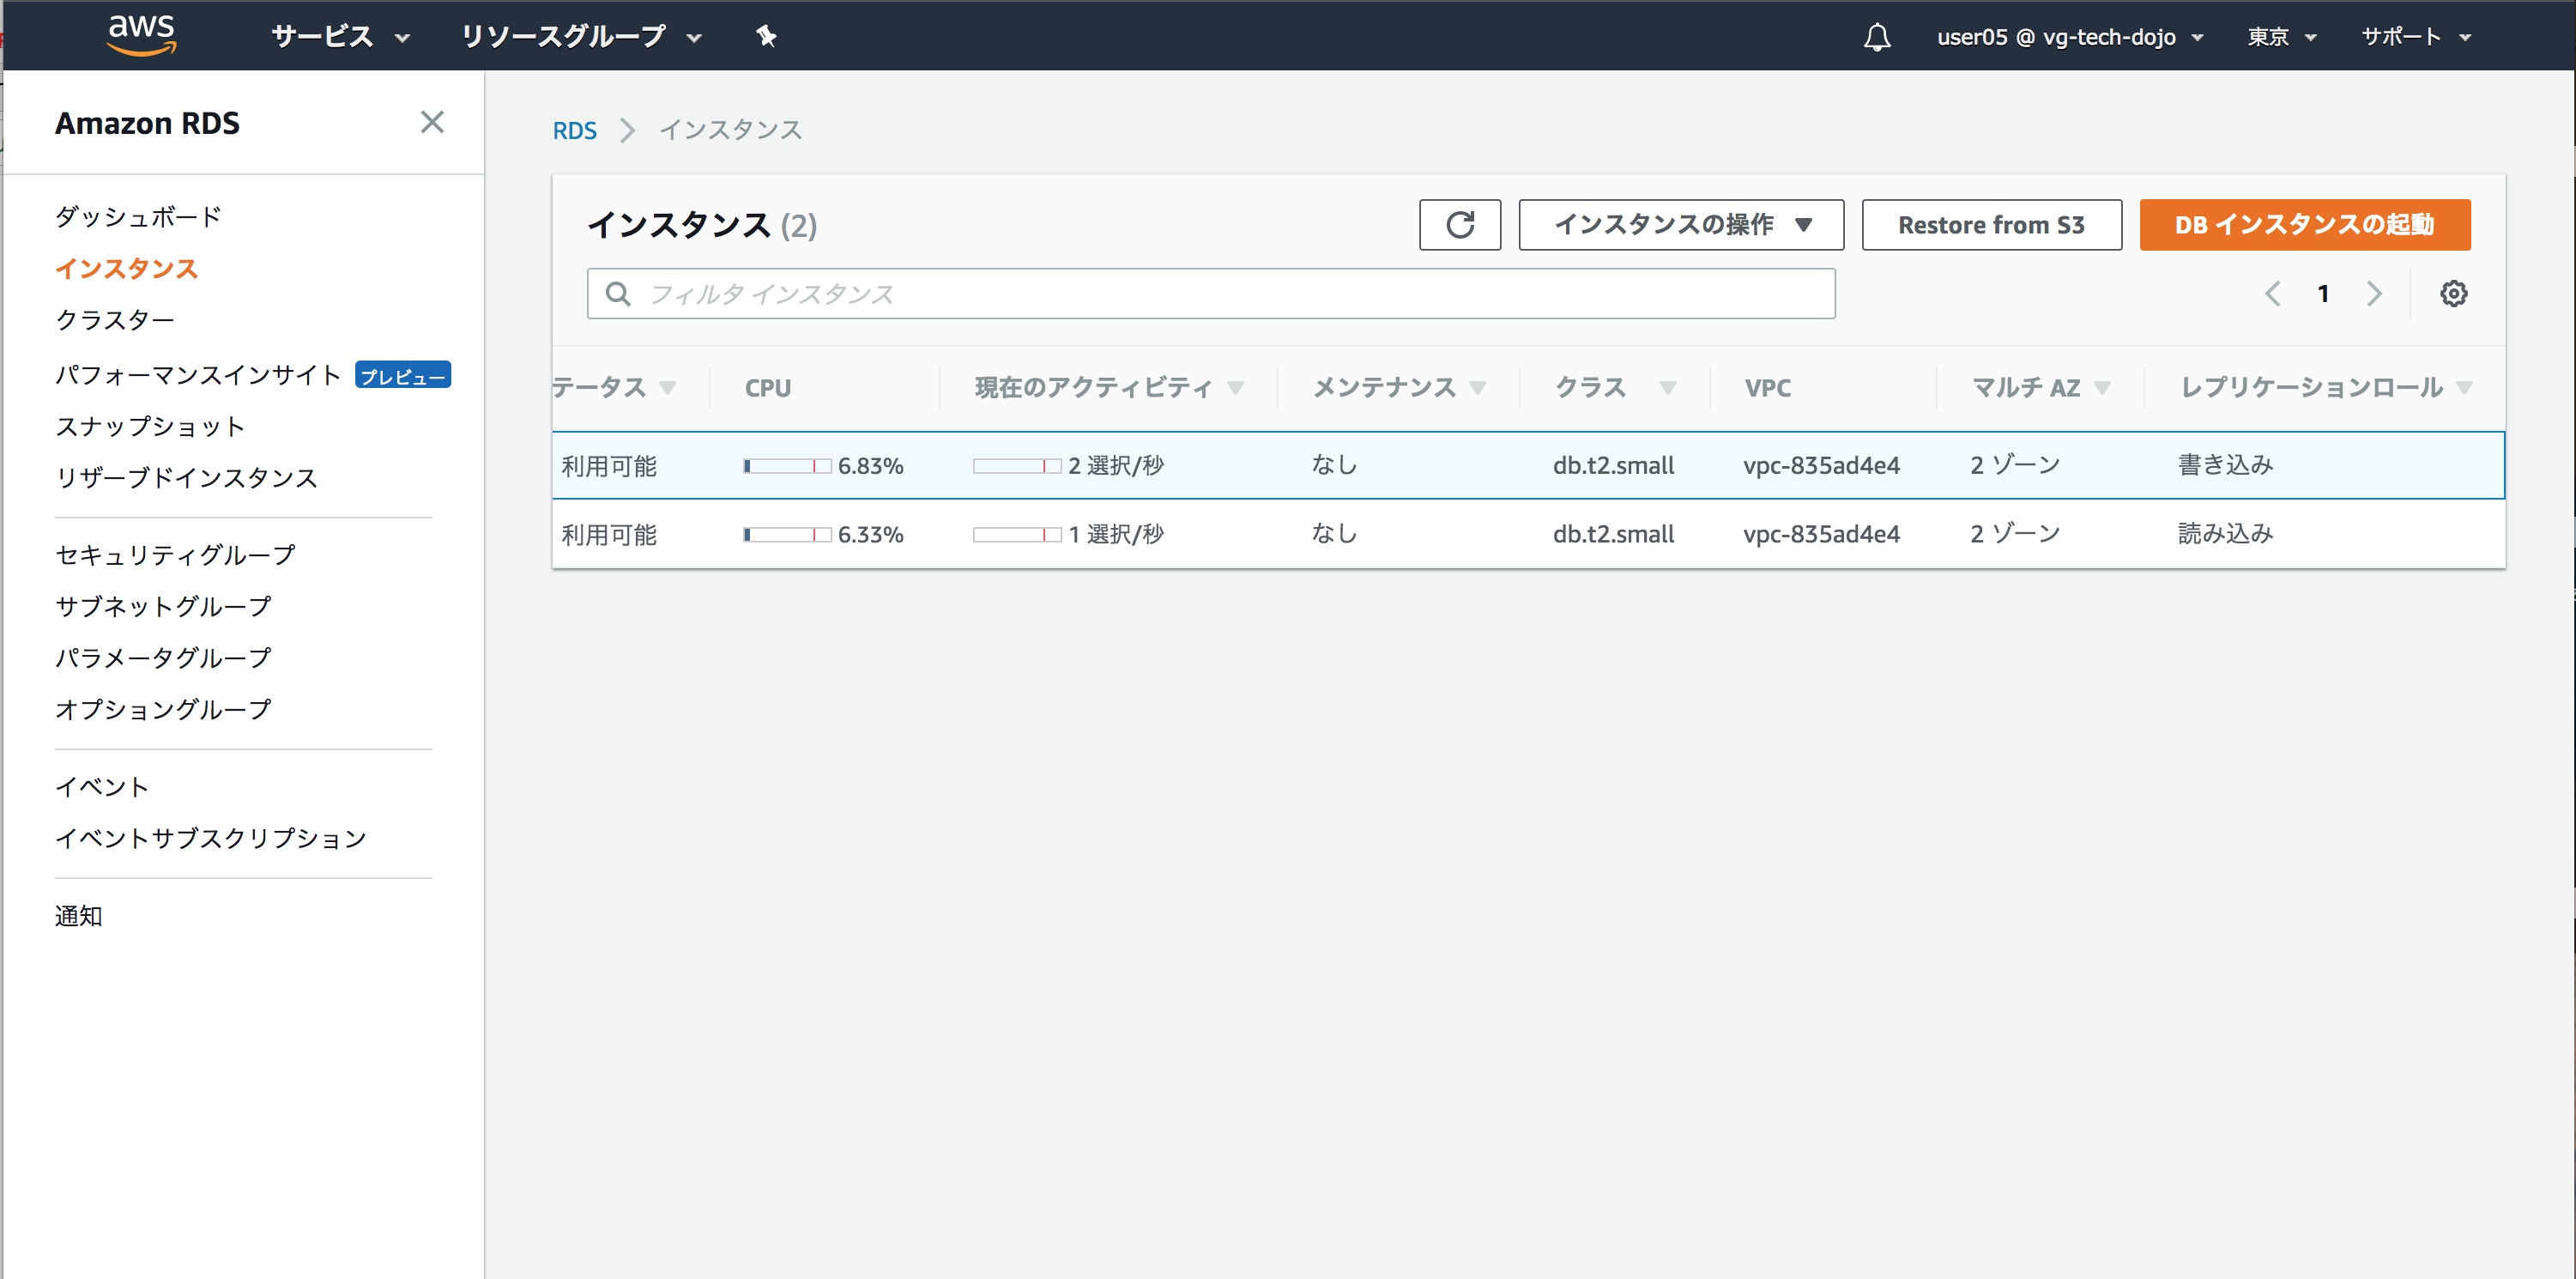 aws サービス リソースグループ user05 @ vg-tech-dojo 東京 サポート
Amazon RDS
ダッシュボード
インスタンス
クラスター
パフォーマンスインサイト プレビュー
スナップショット
リザーブドインスタンス
セキュリティグループ
サブネットグループ
パラメータグループ
オプショングループ
イベント
イベントサブスクリプション
通知
RDS インスタンス
インスタンス (2) インスタンスの操作 Restore from S3 DB インスタンスの起動
フィルタ インスタンス 1
テータス CPU 現在のアクティビティ メンテナンス クラス VPC マルチ AZ レプリケーションロール
利用可能 6.83% 2 選択/秒 なし db.t2.small vpc-835ad4e4 2 ゾーン 書き込み
利用可能 6.33% 1 選択/秒 なし db.t2.small vpc-835ad4e4 2 ゾーン 読み込み